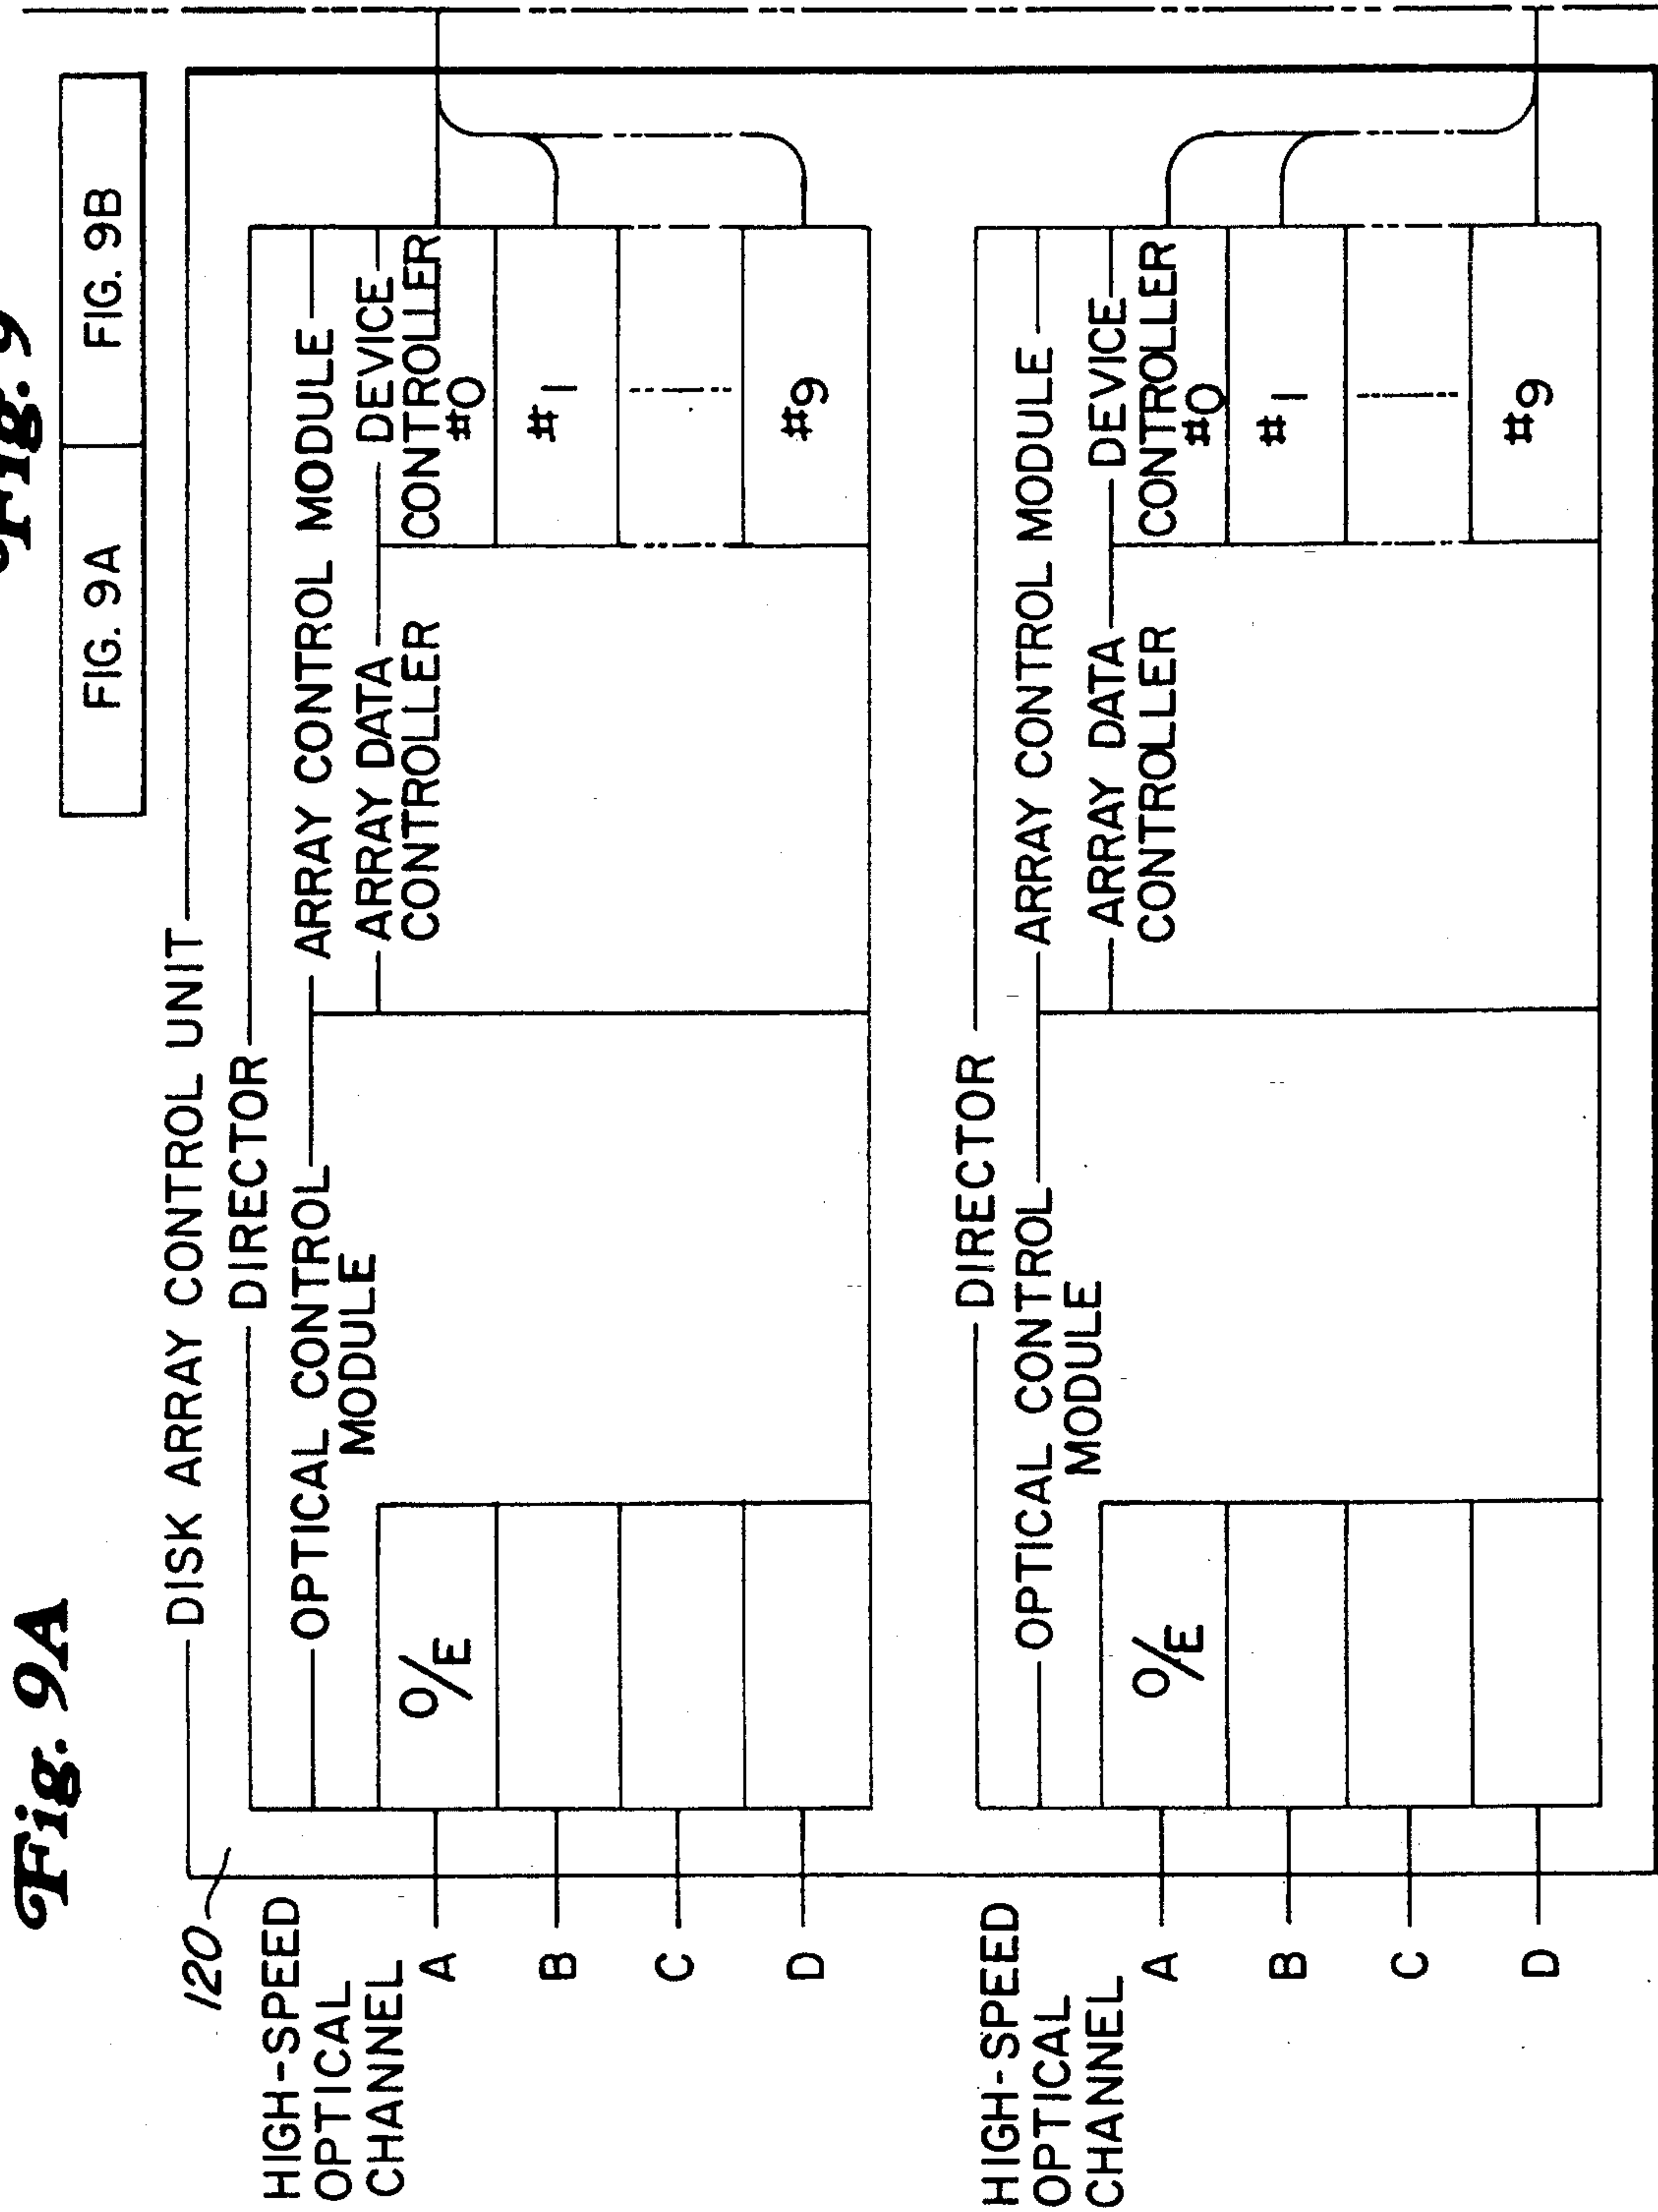 Fig. 9A
Fig. 9
FIG. 9A
FIG. 9B
120
DISK ARRAY CONTROL UNIT
DIRECTOR
HIGH-SPEED
OPTICAL
CHANNEL
OPTICAL CONTROL
MODULE
ARRAY CONTROL MODULE
ARRAY DATA
CONTROLLER
DEVICE
CONTROLLER
A
O/E
#0
B
#1
C
D
#9
DIRECTOR
HIGH-SPEED
OPTICAL
CHANNEL
OPTICAL CONTROL
MODULE
ARRAY CONTROL MODULE
ARRAY DATA
CONTROLLER
DEVICE
CONTROLLER
A
O/E
#0
B
#1
C
D
#9